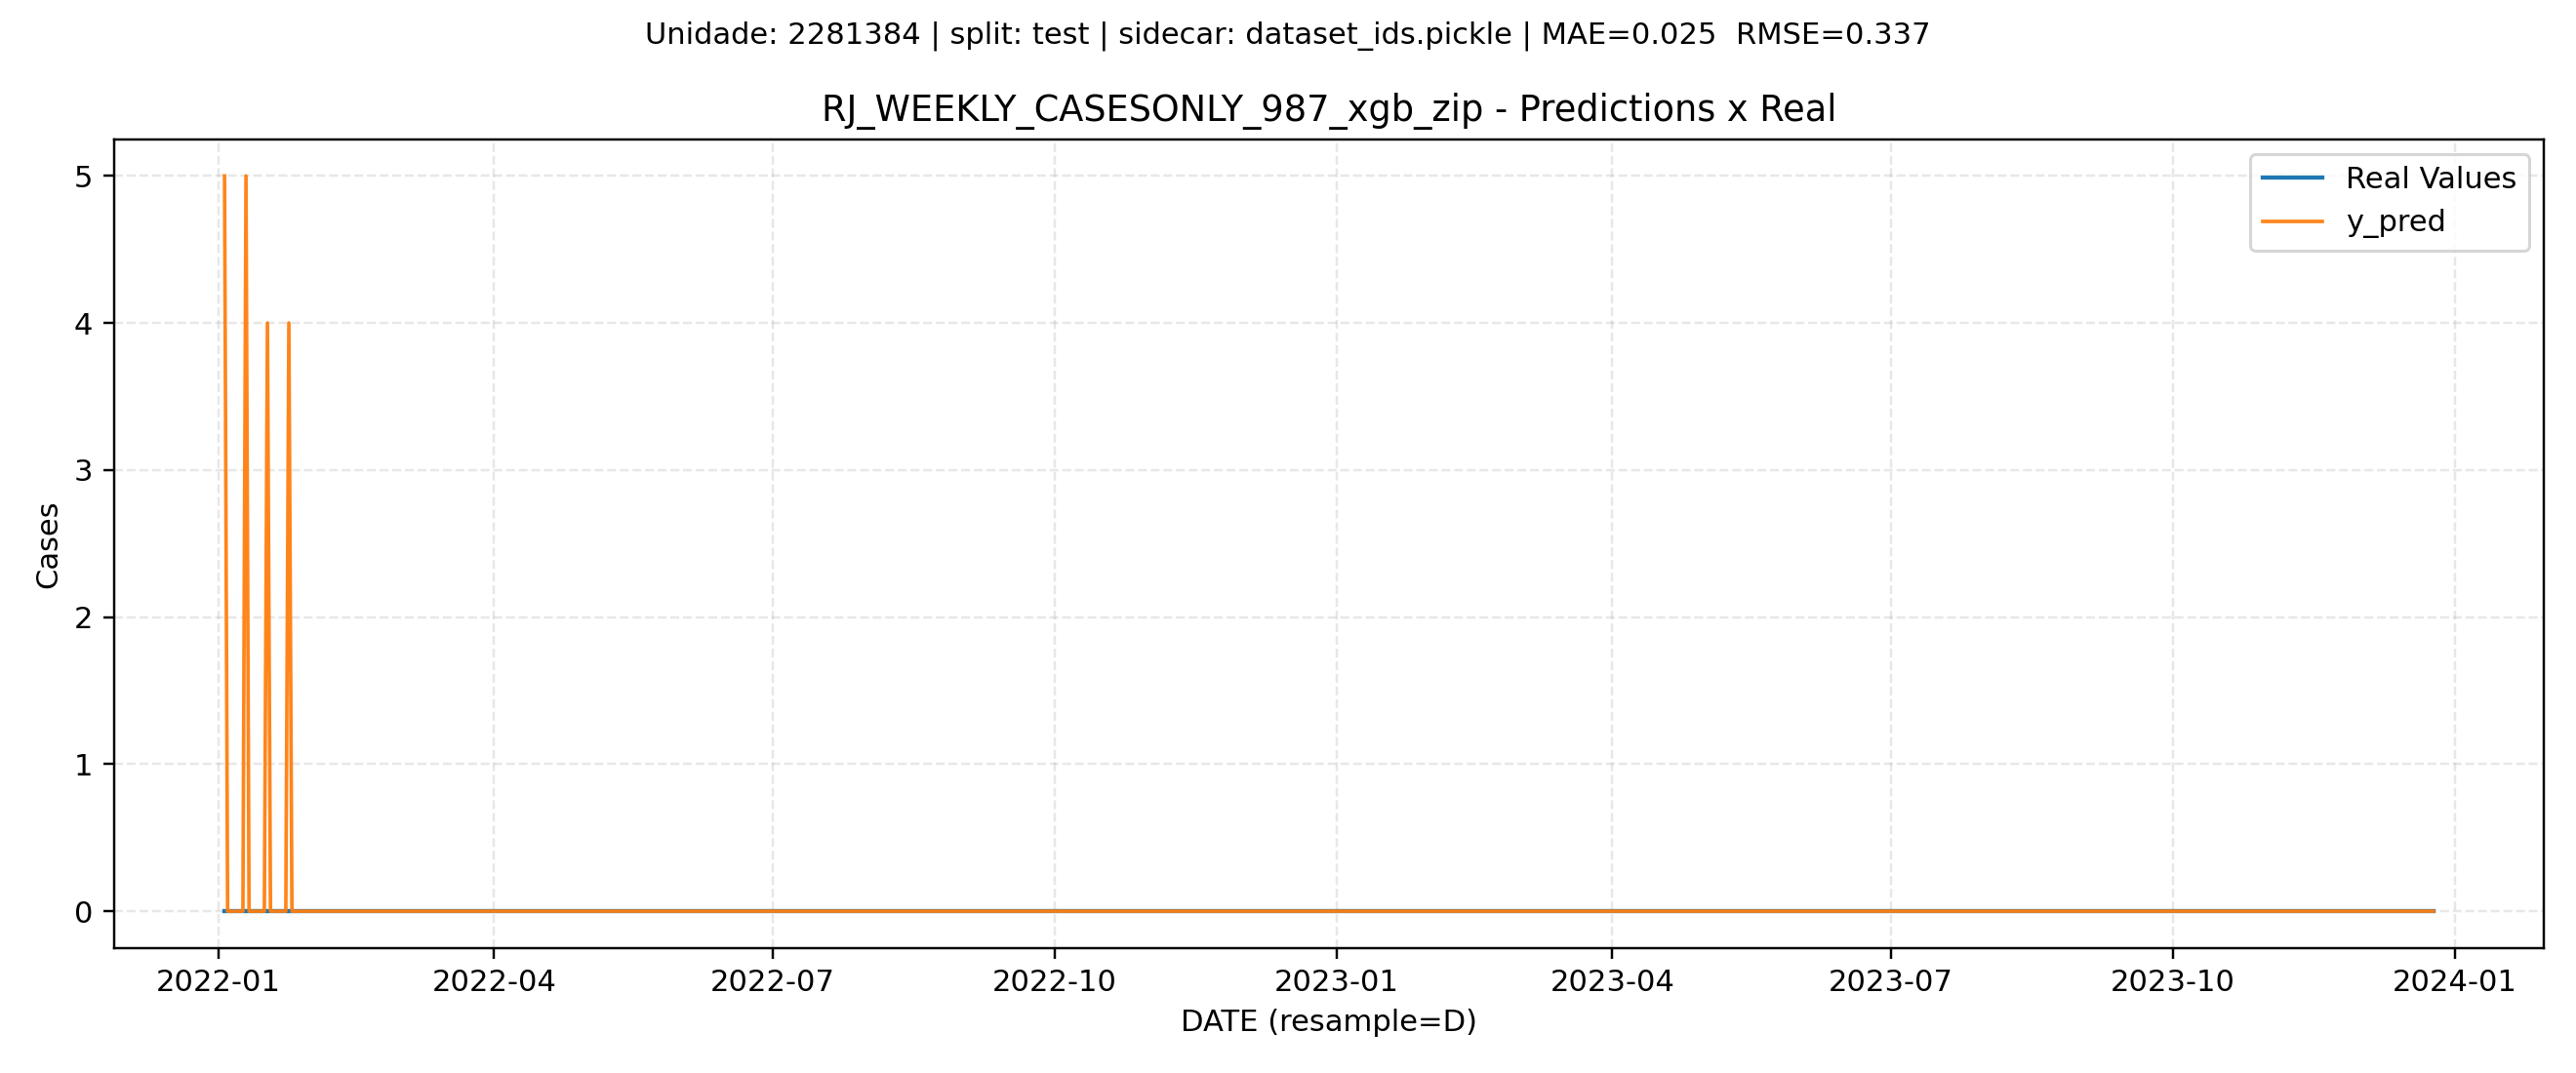 Unidade: 2281384 | split: test | sidecar: dataset_ids.pickle | MAE=0.025  RMSE=0.337
RJ_WEEKLY_CASESONLY_987_xgb_zip - Predictions x Real
Real Values
y_pred
5
4
3
2
1
0
Cases
2022-01
2022-04
2022-07
2022-10
2023-01
2023-04
2023-07
2023-10
2024-01
DATE (resample=D)